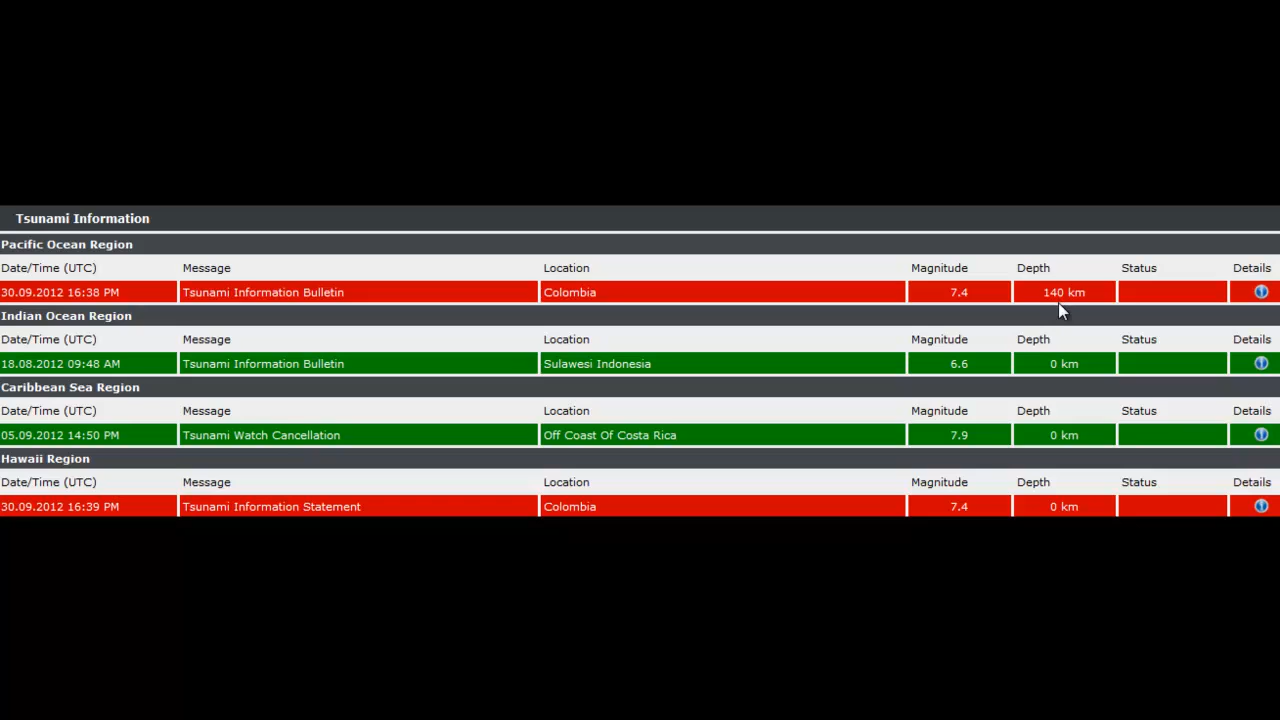 Tsunami Information
Pacific Ocean Region
Date/Time (UTC) Message Location Magnitude Depth Status Details
30.09.2012 16:38 PM Tsunami Information Bulletin Colombia 7.4 140 km
Indian Ocean Region
Date/Time (UTC) Message Location Magnitude Depth Status Details
18.08.2012 09:48 AM Tsunami Information Bulletin Sulawesi Indonesia 6.6 0 km
Caribbean Sea Region
Date/Time (UTC) Message Location Magnitude Depth Status Details
05.09.2012 14:50 PM Tsunami Watch Cancellation Off Coast Of Costa Rica 7.9 0 km
Hawaii Region
Date/Time (UTC) Message Location Magnitude Depth Status Details
30.09.2012 16:39 PM Tsunami Information Statement Colombia 7.4 0 km